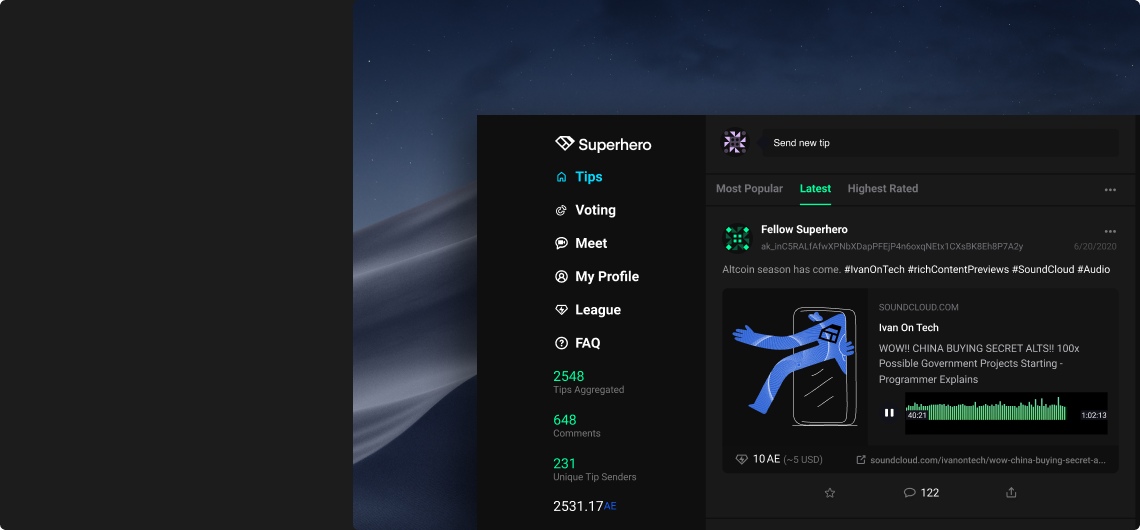 Superhero
Tips
Voting
Meet
My Profile
League
FAQ
2548
Tips Aggregated
648
Comments
231
Unique Tip Senders
2531.17AE
Send new tip
Most Popular Latest Highest Rated
Fellow Superhero
ak_inC5RALfAfwXPNbXDapPFEjP4n6oxqNEtx1CXsBK8Eh8P7A2y 6/20/2020
Altcoin season has come. #IvanOnTech #richContentPreviews #SoundCloud #Audio
SOUNDCLOUD.COM
Ivan On Tech
WOW!! CHINA BUYING SECRET ALTS!! 100x
Possible Government Projects Starting -
Programmer Explains
40:21 1:02:13
10 AE (~5 USD) soundcloud.com/ivanontech/wow-china-buying-secret-a...
122